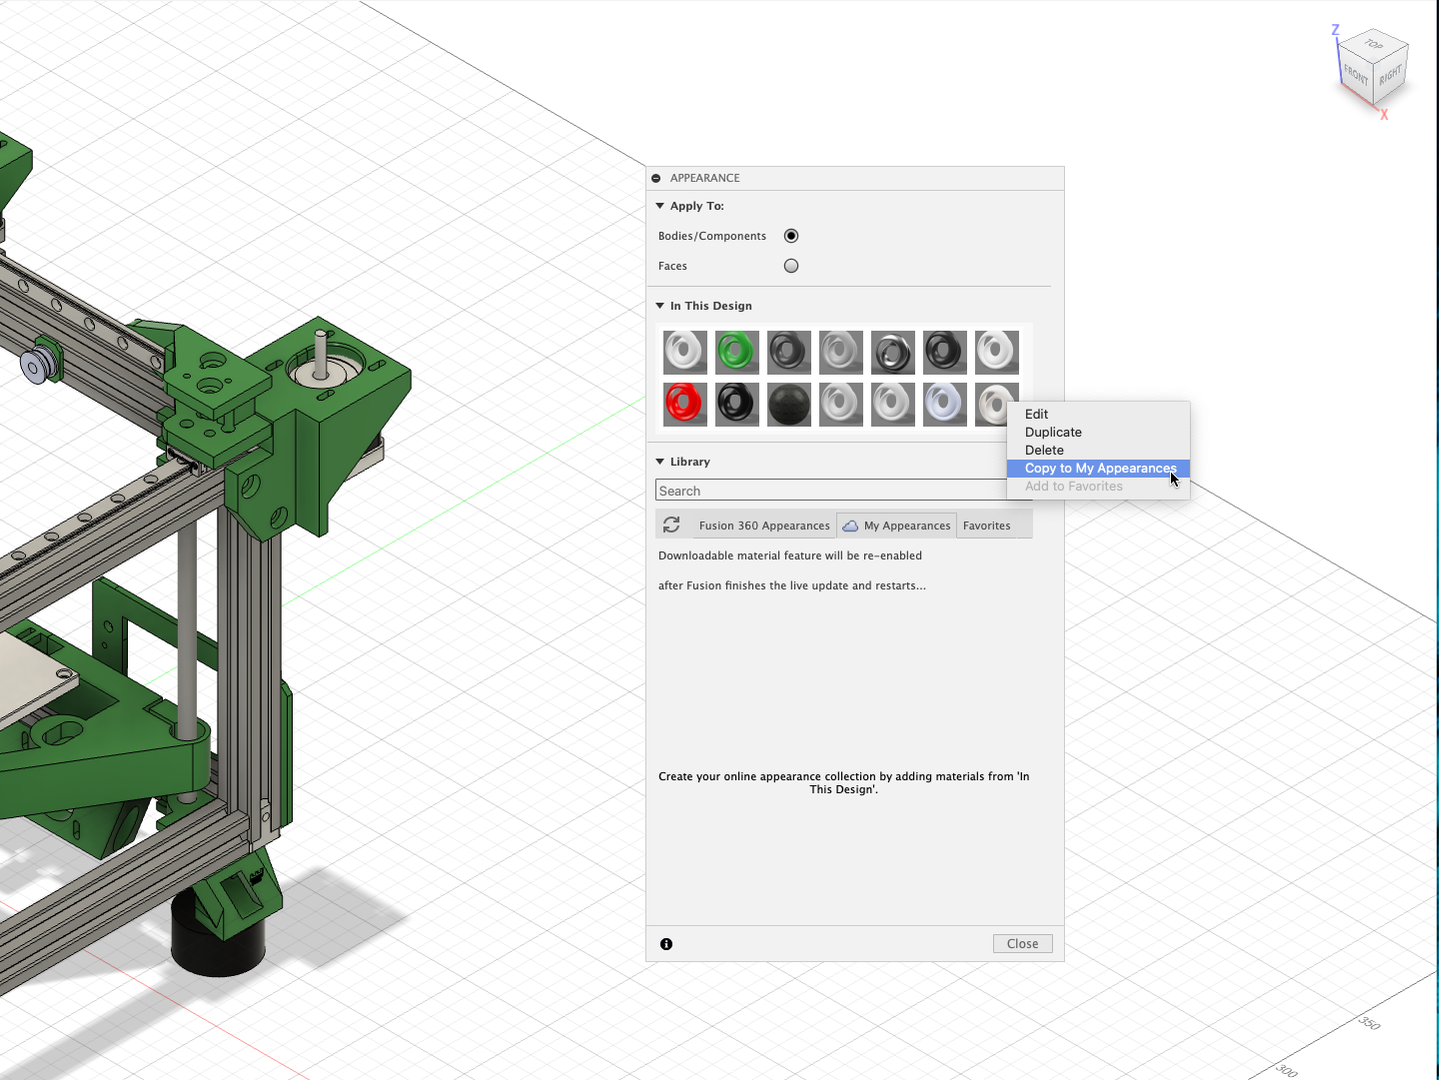 Z
TOP
FRONT
RIGHT
X
APPEARANCE
Apply To:
Bodies/Components
Faces
In This Design
Edit
Duplicate
Delete
Copy to My Appearances
Add to Favorites
Library
Search
Fusion 360 Appearances
My Appearances
Favorites
Downloadable material feature will be re-enabled
after Fusion finishes the live update and restarts...
Create your online appearance collection by adding materials from 'In
This Design'.
Close
350
300